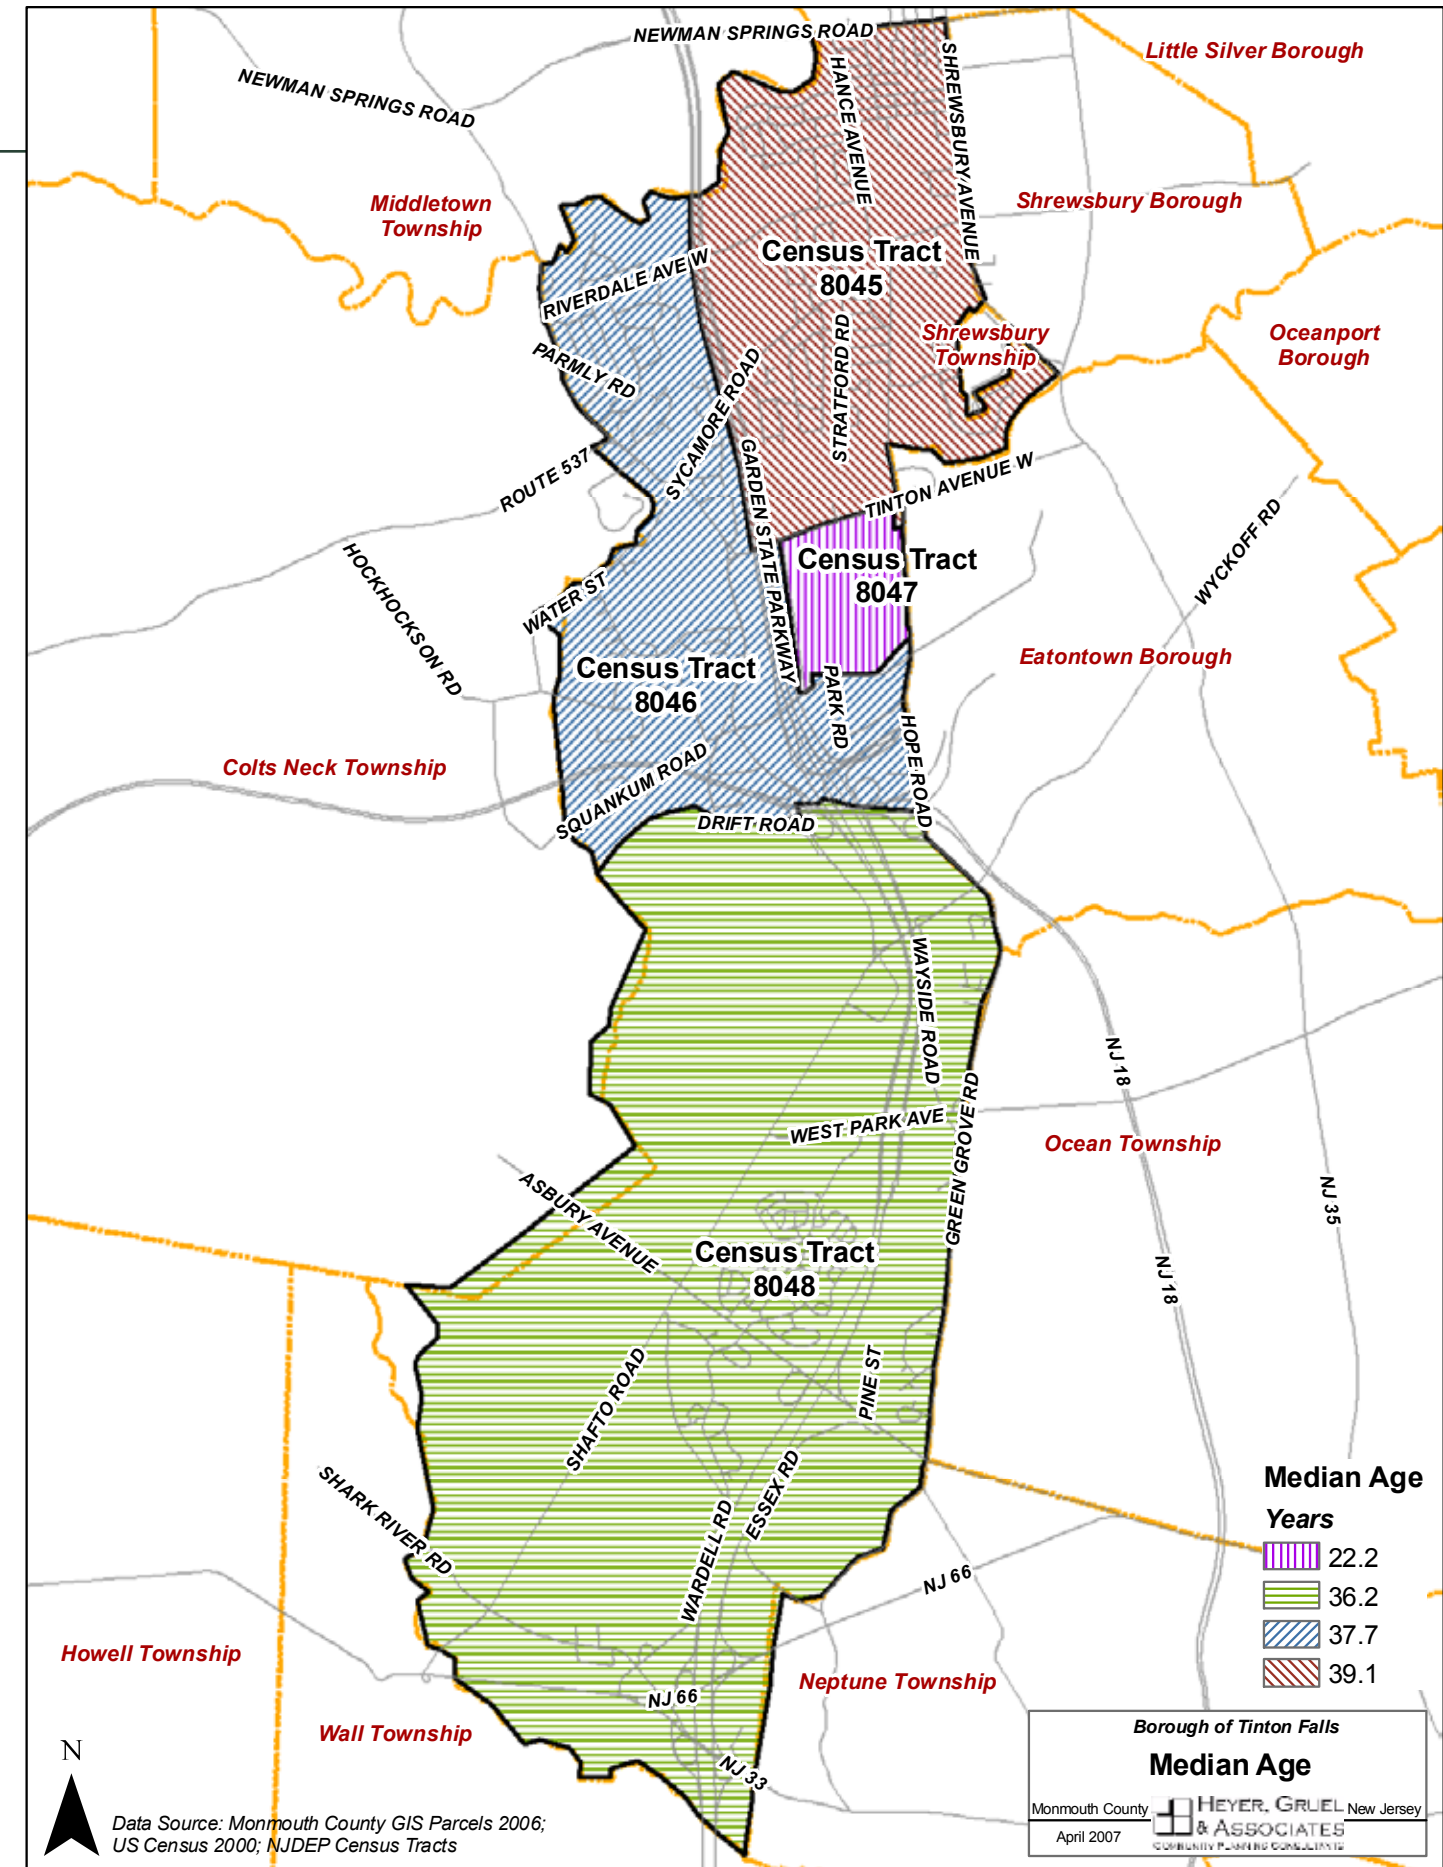 NEWMAN SPRINGS ROAD
Little Silver Borough
NEWMAN SPRINGS ROAD
HANCE AVENUE
SHREWSBURY AVENUE
Middletown
Township
Shrewsbury Borough
Census Tract
8045
RIVERDALE AVE W
Shrewsbury
Township
Oceanport
Borough
PARMLY RD
SYCAMORE ROAD
STRATFORD RD
ROUTE 537
GARDEN STATE PARKWAY
TINTON AVENUE W
WYCKOFF RD
HOCKHOCKSON RD
Census Tract
8047
WATER ST
Census Tract
8046
PARK RD
Eatontown Borough
HOPE ROAD
Colts Neck Township
SQUANKUM ROAD
DRIFT ROAD
WAYSIDE ROAD
NJ 18
GREEN GROVE RD
WEST PARK AVE
Ocean Township
ASBURY AVENUE
NJ 35
Census Tract
8048
NJ 18
SHAFTO ROAD
PINE ST
SHARK RIVER RD
ESSEX RD
WARDELL RD
Median Age
Years
22.2
36.2
37.7
39.1
NJ 66
Howell Township
Neptune Township
NJ 66
Wall Township
NJ 33
N
Data Source: Monmouth County GIS Parcels 2006;
US Census 2000; NJDEP Census Tracts
Borough of Tinton Falls
Median Age
Monmouth County
April 2007
HEYER, GRUEL
& ASSOCIATES
COMMUNITY PLANNING CONSULTANTS
New Jersey